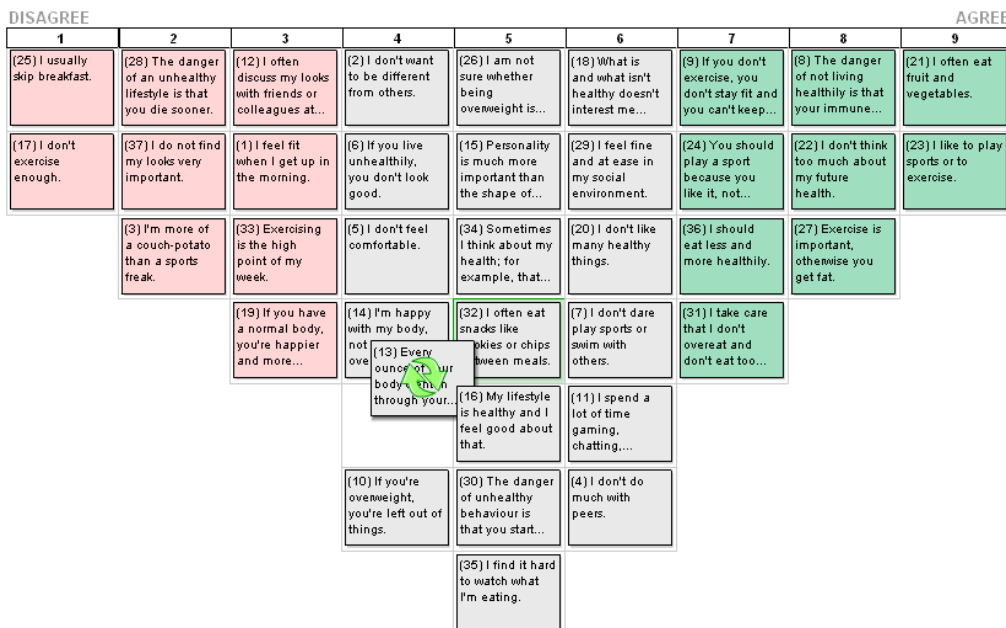 DISAGREE
AGREE
1 2 3 4 5 6 7 8 9
(25) I usually
skip breakfast.
(28) The danger
of an unhealthy
lifestyle is that
you die sooner.
(12) I often
discuss my looks
with friends or
colleagues at...
(2) I don't want
to be different
from others.
(26) I am not
sure whether
being
overweight is...
(18) What is
and what isn't
healthy doesn't
interest me...
(9) If you don't
exercise, you
don't stay fit and
you can't keep...
(8) The danger
of not living
healthily is that
your immune...
(21) I often eat
fruit and
vegetables.
(17) I don't
exercise
enough.
(37) I do not find
my looks very
important.
(1) I feel fit
when I get up in
the morning.
(6) If you live
unhealthily,
you don't look
good.
(15) Personality
is much more
important than
the shape of...
(29) I feel fine
and at ease in
my social
environment.
(24) You should
play a sport
because you
like it, not...
(22) I don't think
too much about
my future
health.
(23) I like to play
sports or to
exercise.
(3) I'm more of
a couch-potato
than a sports
freak.
(33) Exercising
is the high
point of my
week.
(5) I don't feel
comfortable.
(34) Sometimes
I think about my
health; for
example, that...
(20) I don't like
many healthy
things.
(36) I should
eat less and
more healthily.
(27) Exercise is
important,
otherwise you
get fat.
(19) If you have
a normal body,
you're happier
and more...
(14) I'm happy
with my body,
not
ove
(32) I often eat
snacks like
okies or chips
tween meals.
(7) I don't dare
play sports or
swim with
others.
(31) I take care
that I don't
overeat and
don't eat too...
(13) Every
ounce of ur
body
through your...
(16) My lifestyle
is healthy and I
feel good about
that.
(11) I spend a
lot of time
gaming,
chatting,...
(10) If you're
overweight,
you're left out of
things.
(30) The danger
of unhealthy
behaviour is
that you start...
(4) I don't do
much with
peers.
(35) I find it hard
to watch what
I'm eating.